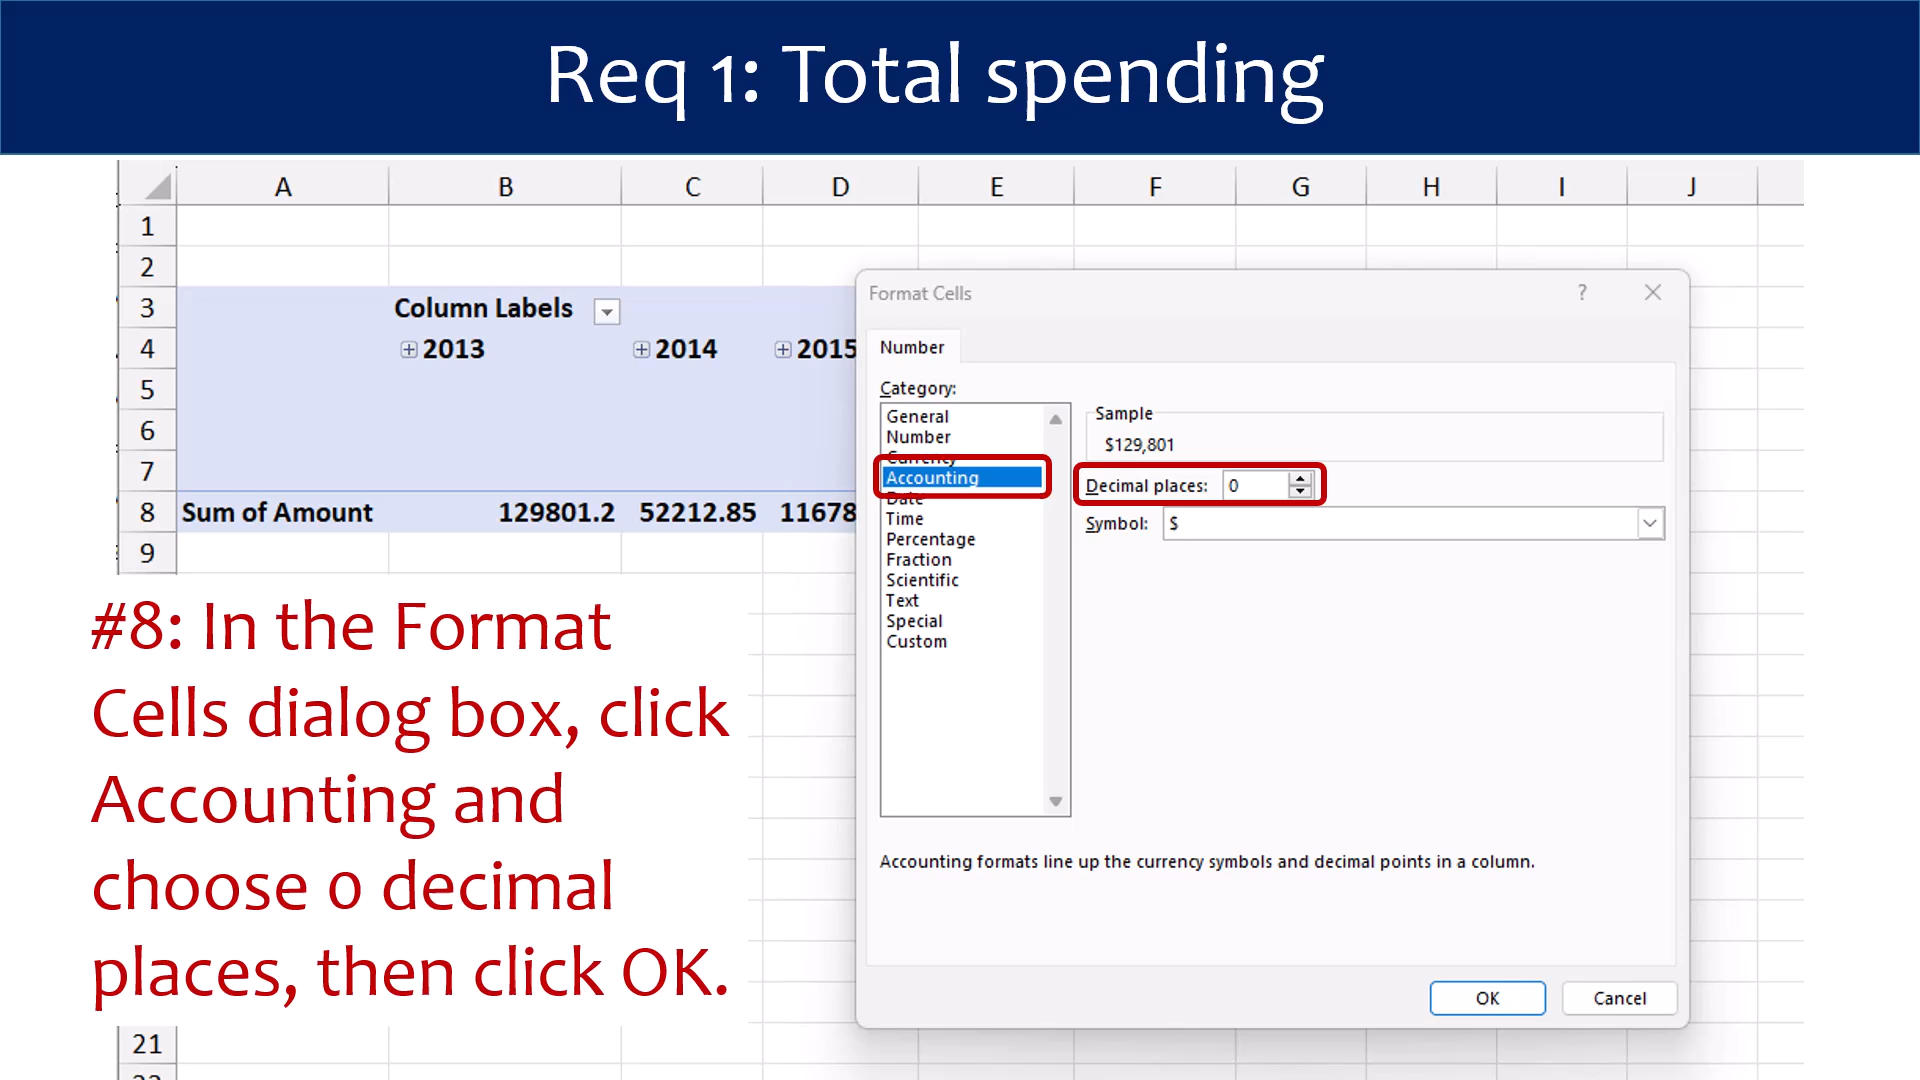 Req 1: Total spending
A B C D E F G H I J
1
2
3 Column Labels
4 2013 2014 2015
5
6
7
8 Sum of Amount 129801.2 52212.85 11678
9
21
Format Cells ?
Number
Category:
General
Number
Currency
Accounting
Date
Time
Percentage
Fraction
Scientific
Text
Special
Custom
Sample
$129,801
Decimal places: 0
Symbol: $
Accounting formats line up the currency symbols and decimal points in a column.
OK Cancel
#8: In the Format
Cells dialog box, click
Accounting and
choose 0 decimal
places, then click OK.